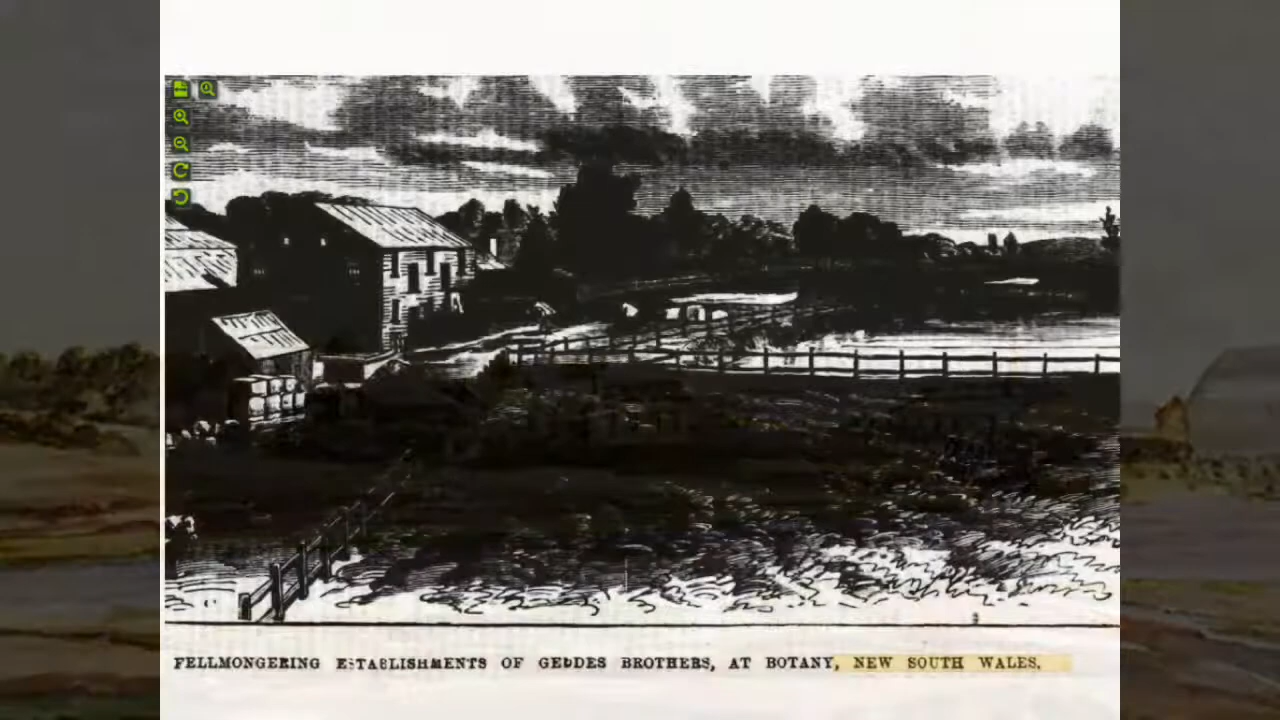 FELLMONGERING ESTABLISHMENTS OF GEDDES BROTHERS, AT BOTANY, NEW SOUTH WALES.